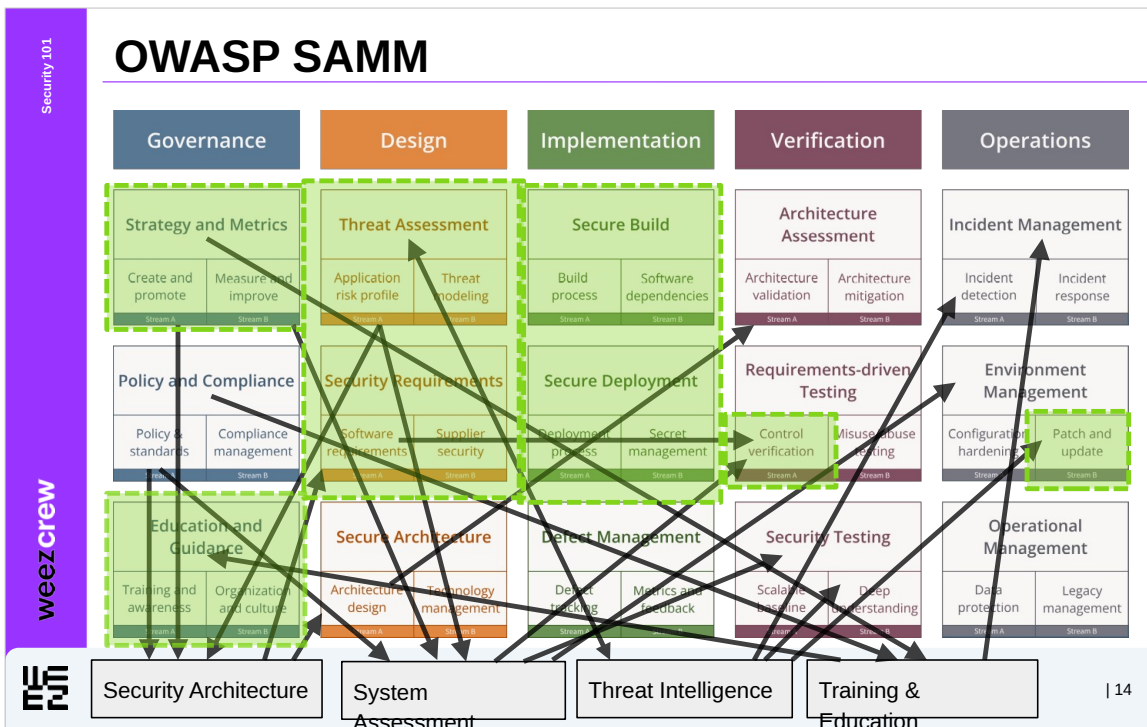 Security 101
OWASP SAMM
Governance
Design
Implementation
Verification
Operations
Strategy and Metrics
Create and
promote
Measure and
improve
Stream A
Stream B
Threat Assessment
Application
risk profile
Threat
modeling
Stream A
Stream B
Secure Build
Build
process
Software
dependencies
Stream A
Stream B
Architecture
Assessment
Architecture
validation
Architecture
mitigation
Stream A
Stream B
Incident Management
Incident
detection
Incident
response
Stream A
Stream B
Policy and Compliance
Policy &
standards
Compliance
management
Stream A
Stream B
Security Requirements
Software
requirements
Supplier
security
Stream A
Stream B
Secure Deployment
Deployment
process
Secret
management
Stream A
Stream B
Requirements-driven
Testing
Control
verification
Misuse/abuse
testing
Stream A
Stream B
Environment
Management
Configuration
hardening
Patch and
update
Stream A
Stream B
Education and
Guidance
Training and
awareness
Organization
and culture
Stream A
Stream B
Secure Architecture
Architecture
design
Technology
management
Stream A
Stream B
Defect Management
Defect
tracking
Metrics and
feedback
Stream A
Stream B
Security Testing
Scalable
baseline
Deep
understanding
Stream A
Stream B
Operational
Management
Data
protection
Legacy
management
Stream A
Stream B
weezcrew
Security Architecture
System
Assessment
Threat Intelligence
Training &
Education
| 14